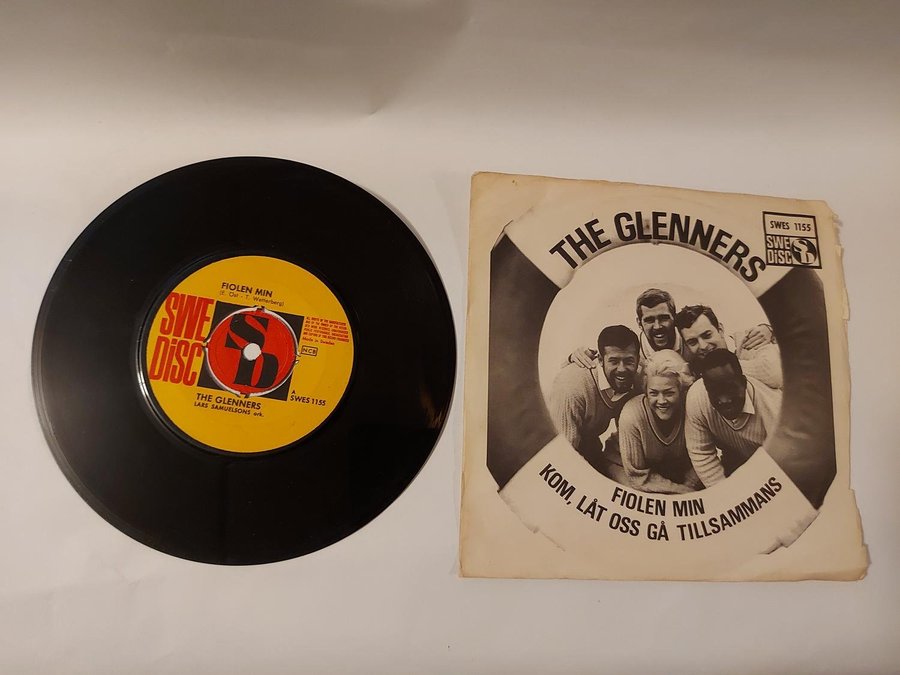 FIOLEN MIN
(E. Ost - T. Wetterberg)
SWE
DISC
SD
Made in Sweden
NCB
A
SWES 1155
THE GLENNERS
LARS SAMUELSONS ork.
THE GLENNERS
SWES 1155
SWE
DISC
SD
FIOLEN MIN
KOM, LÅT OSS GÅ TILLSAMMANS